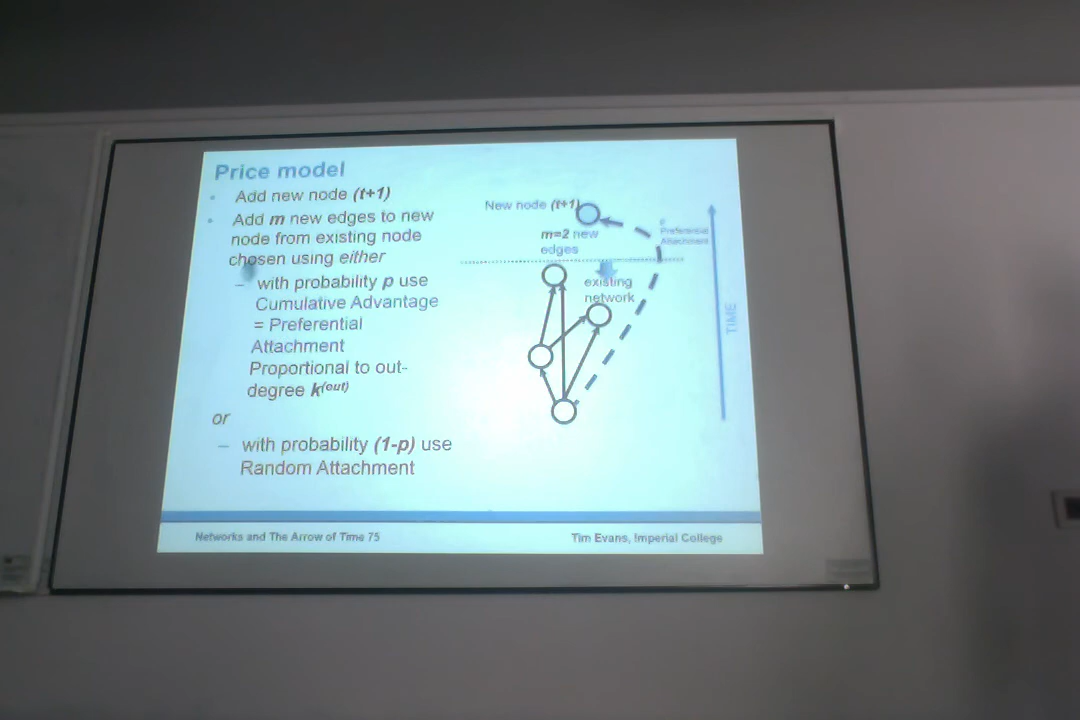 Price model
• Add new node (t+1)
• Add m new edges to new
node from existing node
chosen using either
– with probability p use
Cumulative Advantage
= Preferential
Attachment
Proportional to out-
degree k(out)
or
– with probability (1-p) use
Random Attachment
New node (t+1)
m=2 new
edges
P
Preferential
Attachment
existing
network
TIME
Networks and The Arrow of Time 75
Tim Evans, Imperial College